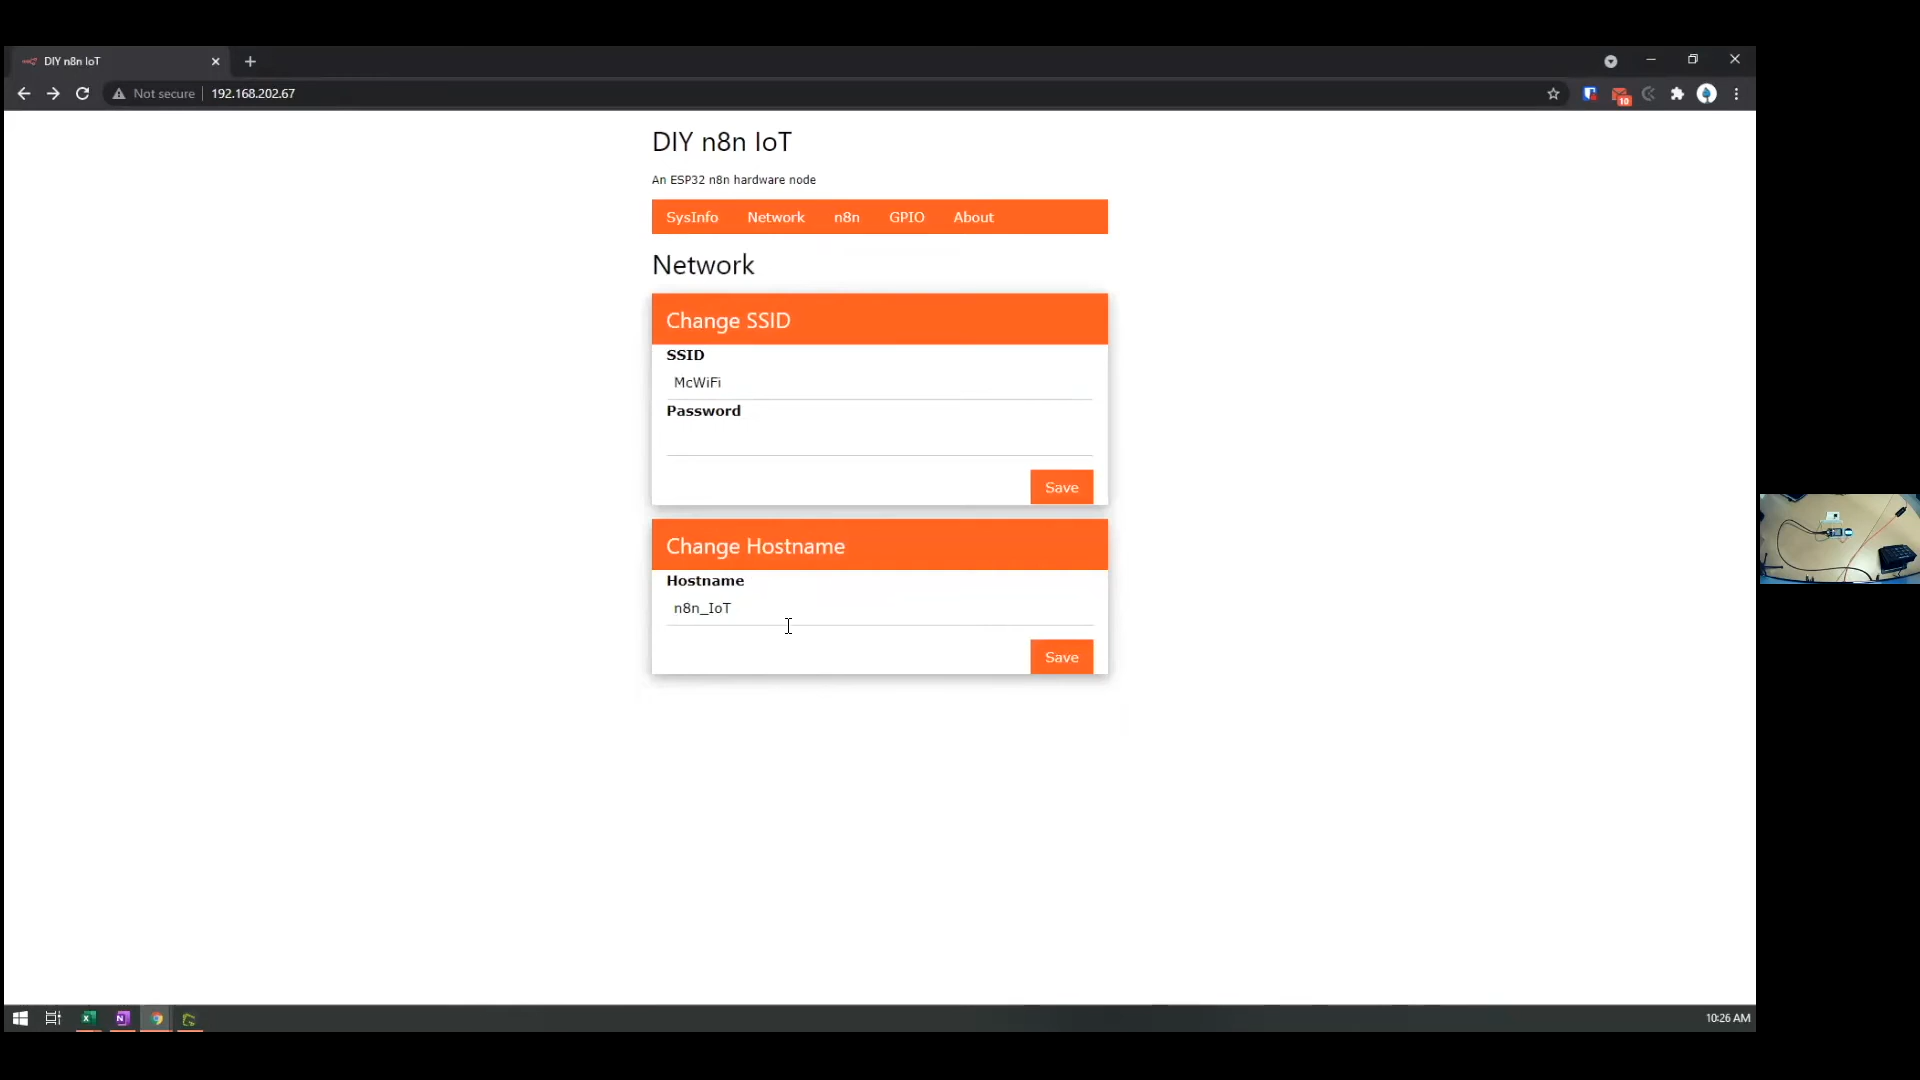 DIY n8n IoT
Not secure
192.168.202.67
10
DIY n8n IoT
An ESP32 n8n hardware node
SysInfo
Network
n8n
GPIO
About
Network
Change SSID
SSID
McWiFi
Password
Save
Change Hostname
Hostname
n8n_IoT
Save
10:26 AM